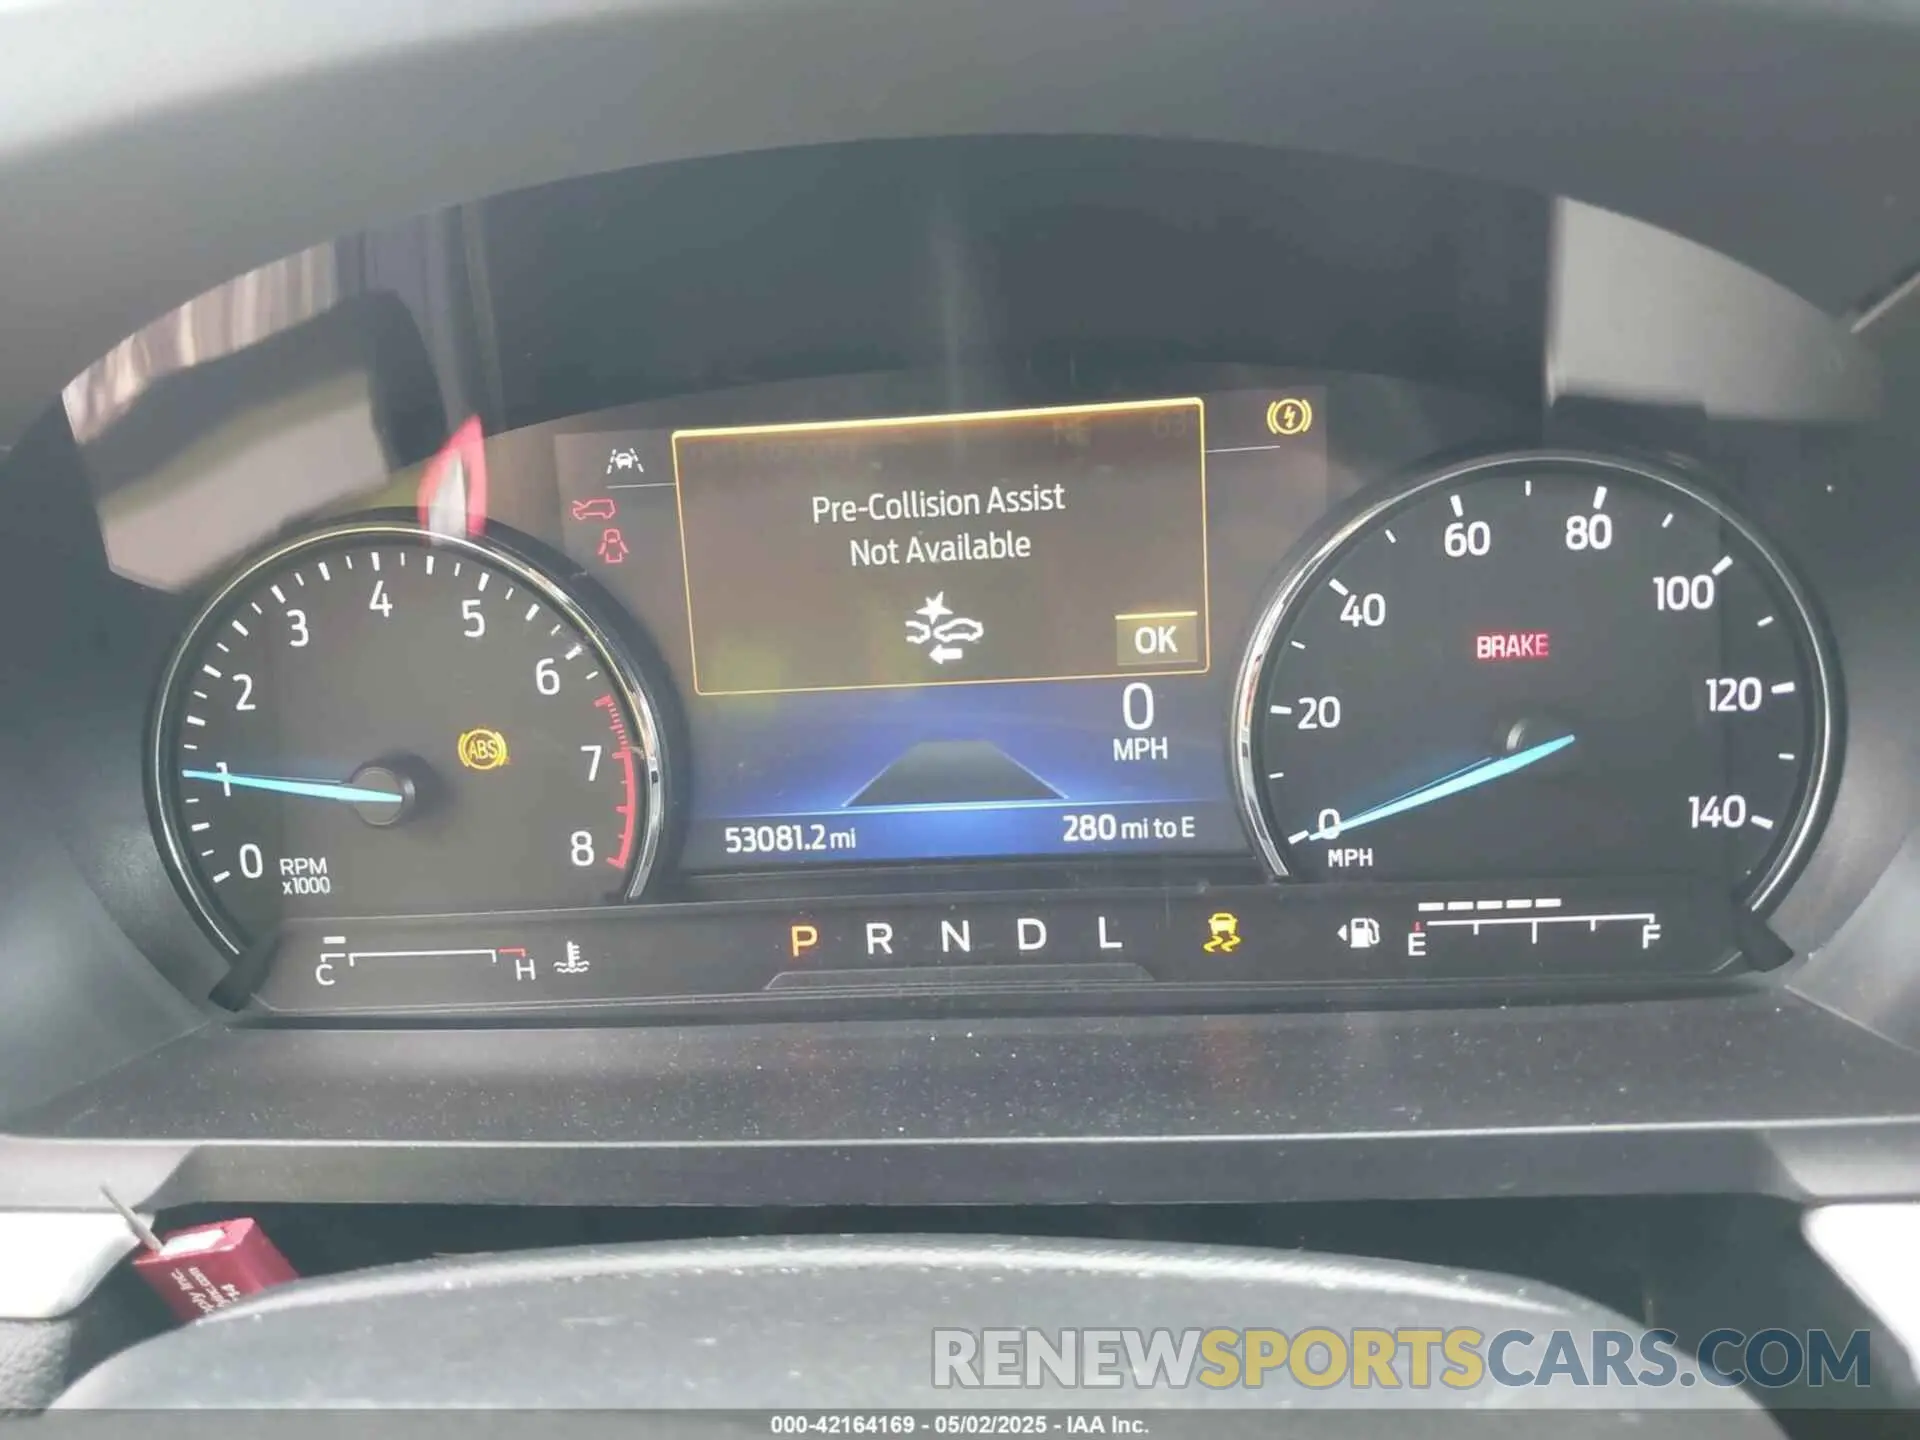 Pre-Collision Assist
Not Available
OK
0
MPH
53081.2 mi
280 mi to E
0
1
2
3
4
5
6
7
8
RPM
x1000
ABS
0
20
40
60
80
100
120
140
MPH
BRAKE
C
H
P R N D L
E
F
RENEWSPORTSCARS.COM
000-42164169 - 05/02/2025 - IAA Inc.